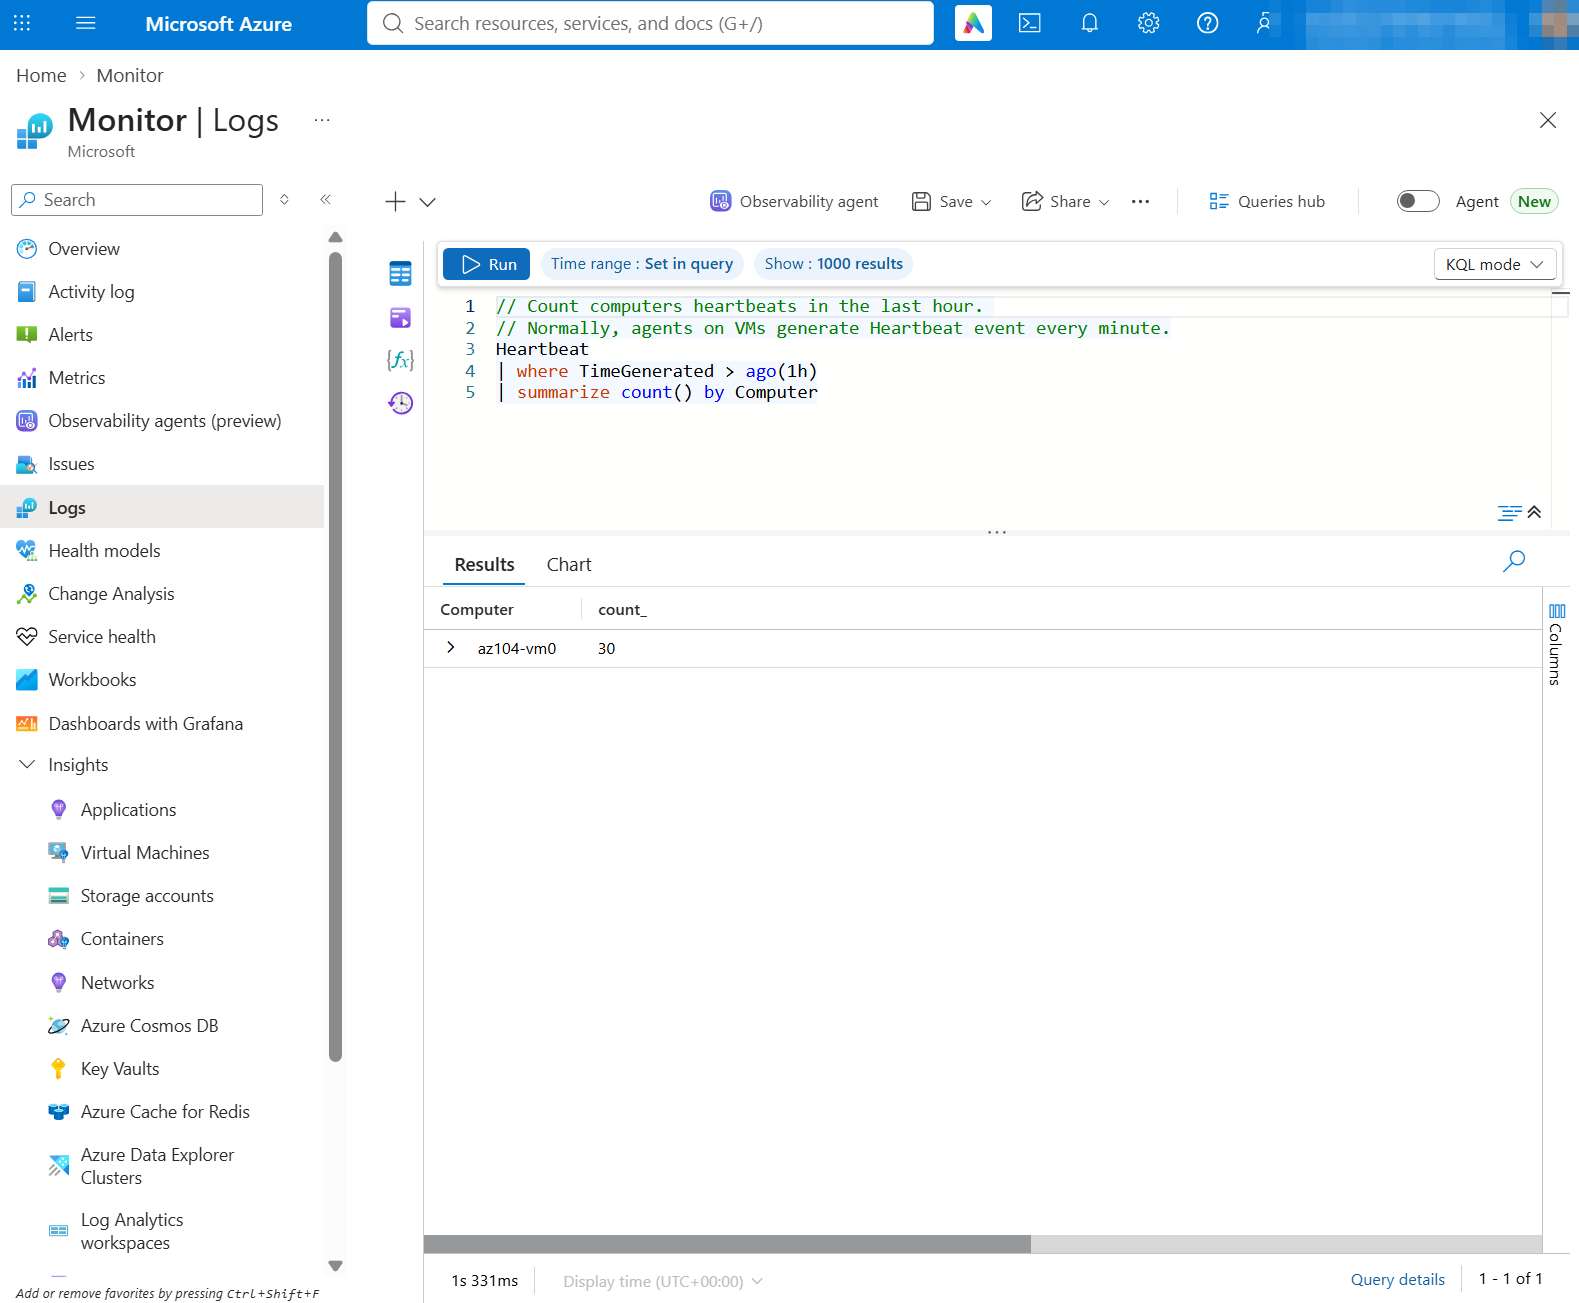 Microsoft Azure
Search resources, services, and docs (G+/)
Home > Monitor
Monitor | Logs ...
Microsoft
Search
Overview
Activity log
Alerts
Metrics
Observability agents (preview)
Issues
Logs
Health models
Change Analysis
Service health
Workbooks
Dashboards with Grafana
Insights
Applications
Virtual Machines
Storage accounts
Containers
Networks
Azure Cosmos DB
Key Vaults
Azure Cache for Redis
Azure Data Explorer
Clusters
Log Analytics
workspaces
Add or remove favorites by pressing Ctrl+Shift+F
Observability agent Save Share ... Queries hub Agent New
Run Time range : Set in query Show : 1000 results KQL mode
1 // Count computers heartbeats in the last hour.
2 // Normally, agents on VMs generate Heartbeat event every minute.
3 Heartbeat
4 | where TimeGenerated > ago(1h)
5 | summarize count() by Computer
Results Chart
Computer count_
az104-vm0 30
Columns
1s 331ms Display time (UTC+00:00) Query details 1 - 1 of 1